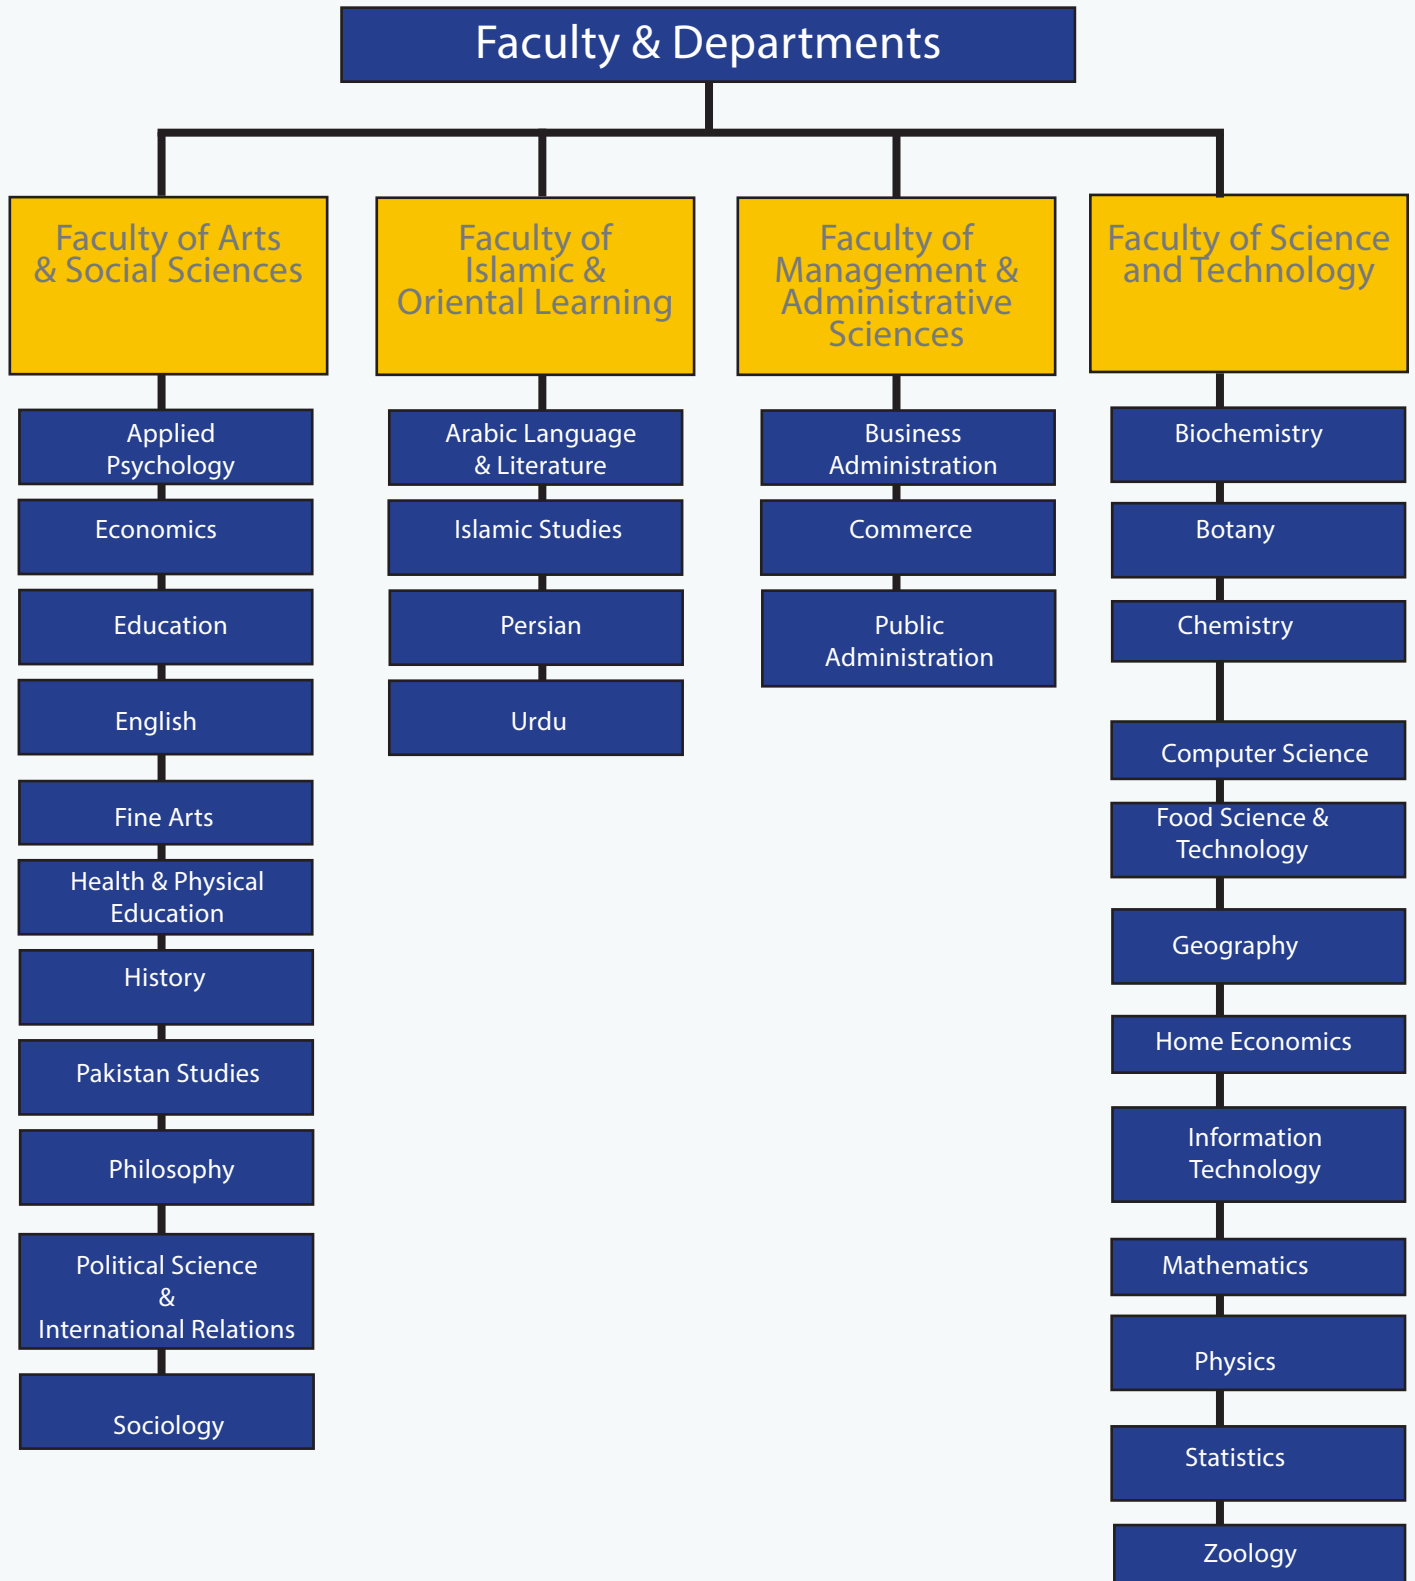 Faculty & Departments
Faculty of Arts
& Social Sciences
Applied
Psychology
Economics
Education
English
Fine Arts
Health & Physical
Education
History
Pakistan Studies
Philosophy
Political Science
&
International Relations
Sociology
Faculty of
Islamic &
Oriental Learning
Arabic Language
& Literature
Islamic Studies
Persian
Urdu
Faculty of
Management &
Administrative
Sciences
Business
Administration
Commerce
Public
Administration
Faculty of Science
and Technology
Biochemistry
Botany
Chemistry
Computer Science
Food Science &
Technology
Geography
Home Economics
Information
Technology
Mathematics
Physics
Statistics
Zoology